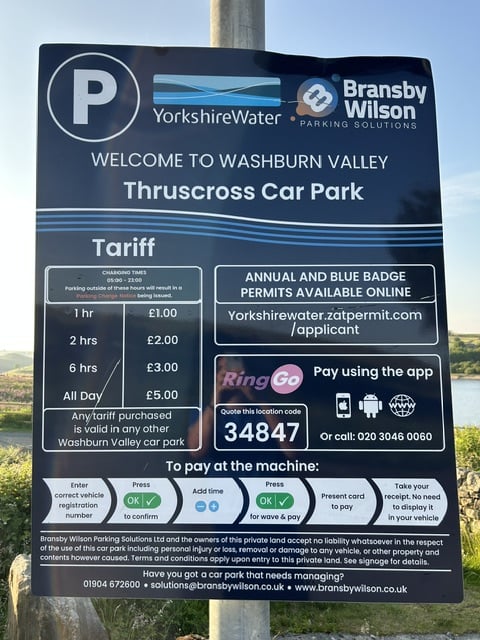 P
YorkshireWater
Bransby
Wilson
PARKING SOLUTIONS
WELCOME TO WASHBURN VALLEY
Thruscross Car Park
Tariff
CHARGING TIMES
05:00 - 23:00
Parking outside of these hours will result in a
Parking Charge Notice being issued.
1 hr £1.00
2 hrs £2.00
6 hrs £3.00
All Day £5.00
Any tariff purchased
is valid in any other
Washburn Valley car park
ANNUAL AND BLUE BADGE
PERMITS AVAILABLE ONLINE
Yorkshirewater.zatpermit.com
/applicant
RingGo
Quote this location code
34847
Pay using the app
www
Or call: 020 3046 0060
To pay at the machine:
Enter
correct vehicle
registration
number
Press
OK ✓
to confirm
Add time
Press
OK ✓
for wave & pay
Present card
to pay
Take your
receipt. No need
to display it
in your vehicle
Bransby Wilson Parking Solutions Ltd and the owners of this private land accept no liability whatsoever in the respect
of the use of this car park including personal injury or loss, removal or damage to any vehicle, or other property and
contents however caused. Terms and conditions apply upon entry to this private land. See signage for details.
Have you got a car park that needs managing?
01904 672600 • solutions@bransbywilson.co.uk • www.bransbywilson.co.uk